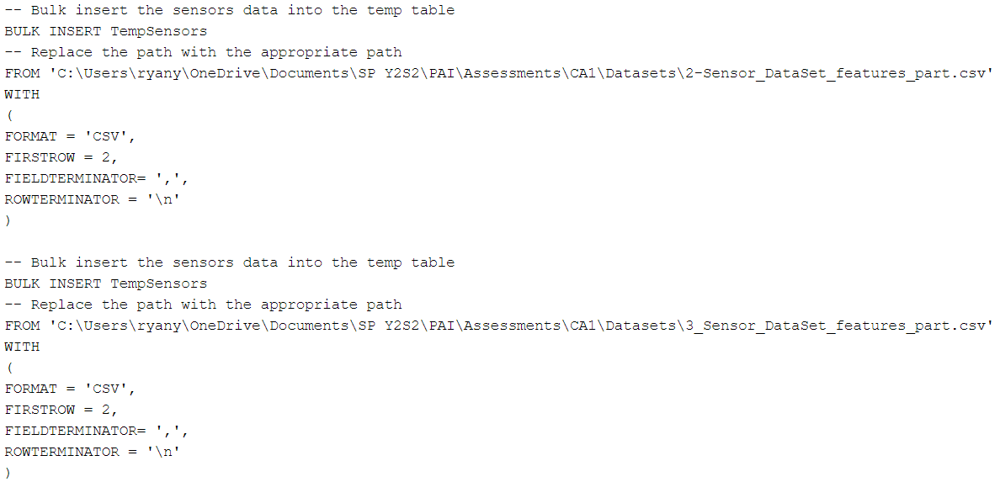 -- Bulk insert the sensors data into the temp table
BULK INSERT TempSensors
-- Replace the path with the appropriate path
FROM 'C:\Users\ryany\OneDrive\Documents\SP Y2S2\PAI\Assessments\CA1\Datasets\2-Sensor_DataSet_features_part.csv'
WITH
(
FORMAT = 'CSV',
FIRSTROW = 2,
FIELDTERMINATOR= ',',
ROWTERMINATOR = '\n'
)
-- Bulk insert the sensors data into the temp table
BULK INSERT TempSensors
-- Replace the path with the appropriate path
FROM 'C:\Users\ryany\OneDrive\Documents\SP Y2S2\PAI\Assessments\CA1\Datasets\3_Sensor_DataSet_features_part.csv'
WITH
(
FORMAT = 'CSV',
FIRSTROW = 2,
FIELDTERMINATOR= ',',
ROWTERMINATOR = '\n'
)